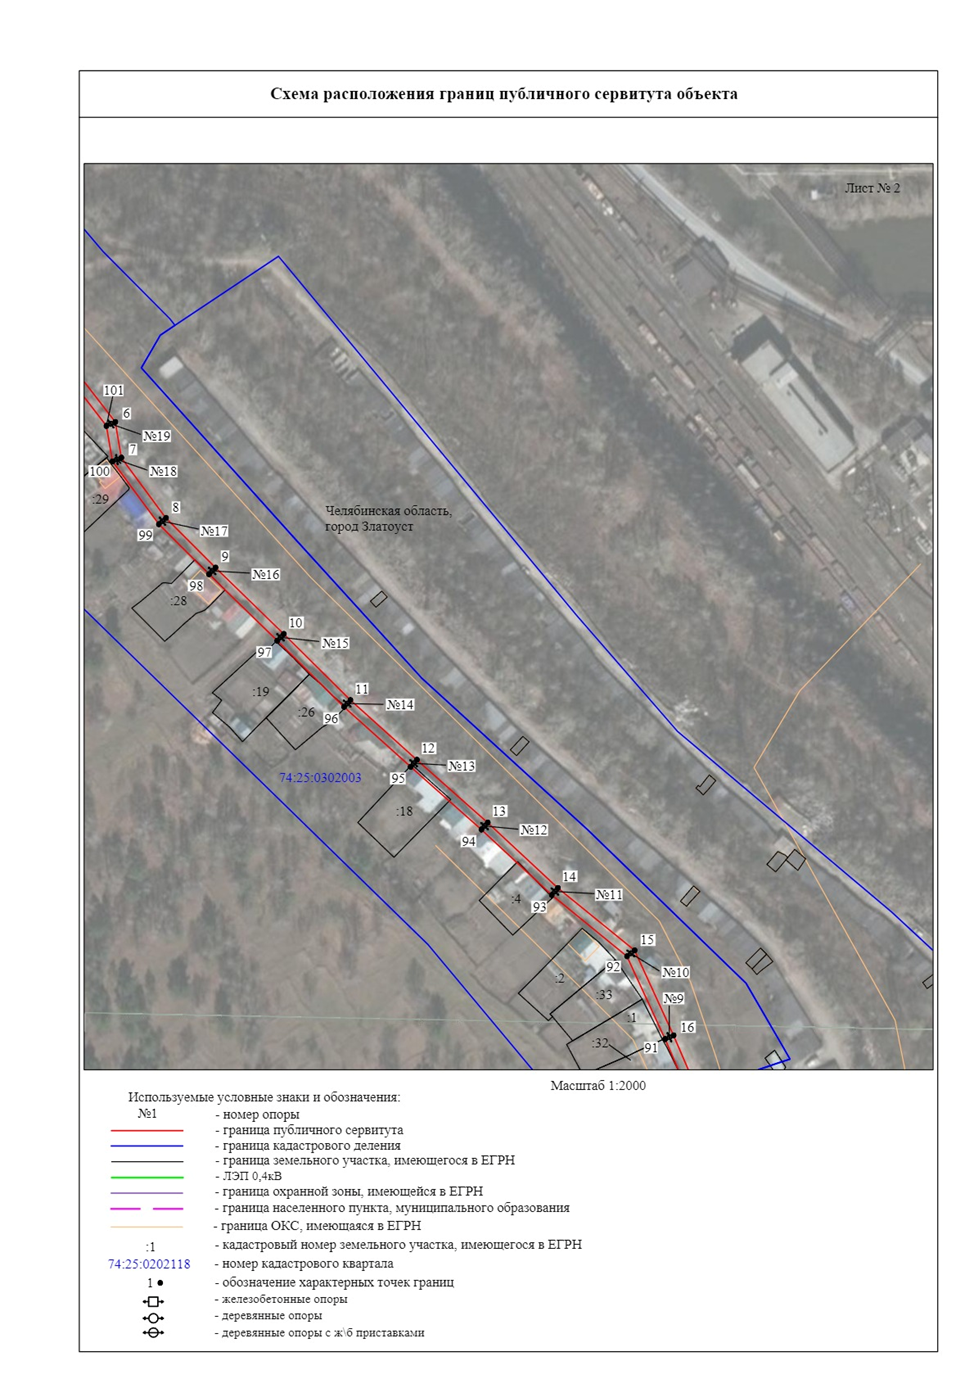 Схема расположения границ публичного сервитута объекта
Лист № 2
101
6
№19
7
100
№18
:29
8
99
№17
9
98
№16
:28
Челябинская область,
город Златоуст
10
97
№15
:19
11
:26
96
№14
12
95
№13
74:25:0302003
:18
13
94
№12
14
93
№11
:4
15
92
№10
:2
:33
№9
:1
16
:32
91
Масштаб 1:2000
Используемые условные знаки и обозначения:
№1 - номер опоры
- граница публичного сервитута
- граница кадастрового деления
- граница земельного участка, имеющегося в ЕГРН
- ЛЭП 0,4кВ
- граница охранной зоны, имеющейся в ЕГРН
- граница населенного пункта, муниципального образования
- граница ОКС, имеющаяся в ЕГРН
:1 - кадастровый номер земельного участка, имеющегося в ЕГРН
74:25:0202118 - номер кадастрового квартала
1 - обозначение характерных точек границ
- железобетонные опоры
- деревянные опоры
- деревянные опоры с ж\б приставками